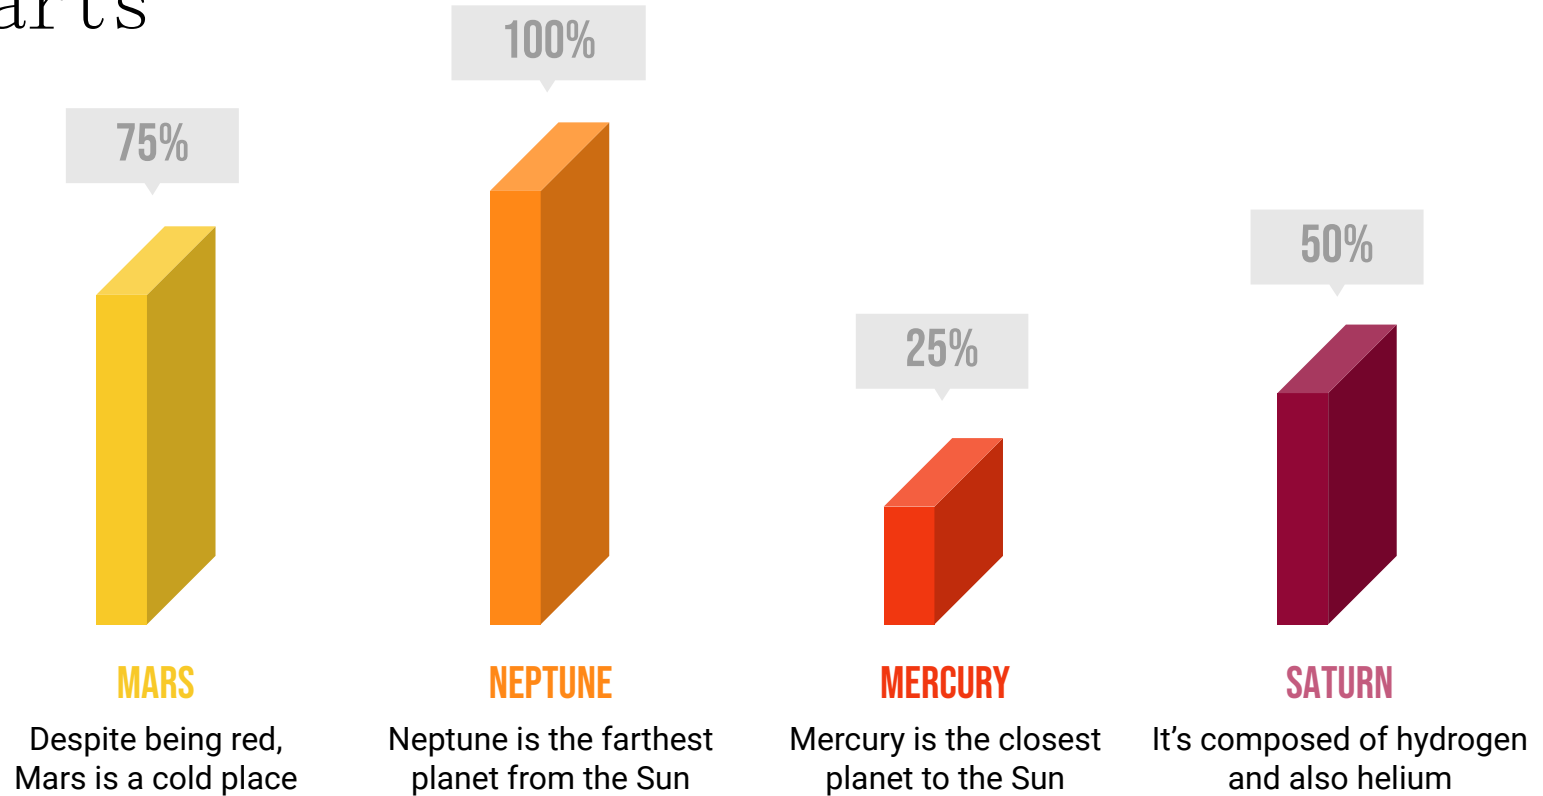 75%
100%
25%
50%
MARS
Despite being red,
Mars is a cold place
NEPTUNE
Neptune is the farthest
planet from the Sun
MERCURY
Mercury is the closest
planet to the Sun
SATURN
It’s composed of hydrogen
and also helium